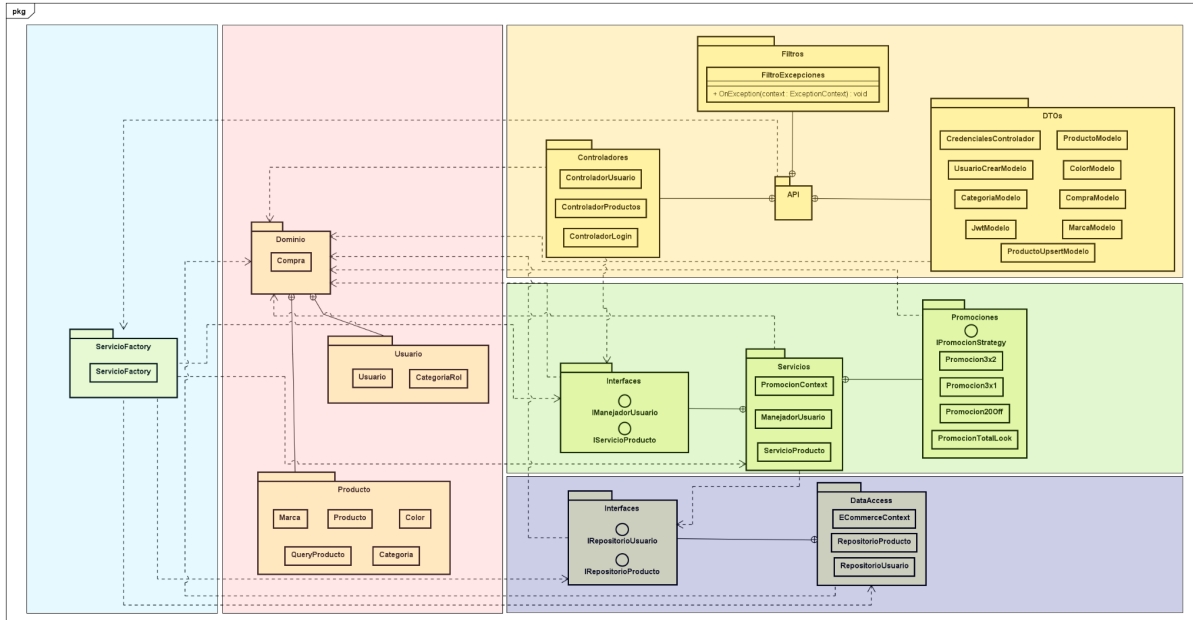 pkg
Filtros
FiltroExcepciones
+ OnException(context: ExceptionContext) : void
DTOs
CredencialesControlador
ProductoModelo
UsuarioCrearModelo
ColorModelo
CategoriaModelo
CompraModelo
JwtModelo
MarcaModelo
ProductoUpsertModelo
Controladores
ControladorUsuario
ControladorProductos
ControladorLogin
API
Dominio
Compra
ServicioFactory
ServicioFactory
Usuario
Usuario
CategoriaRol
Interfaces
IManejadorUsuario
IServicioProducto
Servicios
PromocionContext
ManejadorUsuario
ServicioProducto
Promociones
IPromocionStrategy
Promocion3x2
Promocion3x1
Promocion20Off
PromocionTotalLook
Producto
Marca
Producto
Color
QueryProducto
Categoria
Interfaces
IRepositorioUsuario
IRepositorioProducto
DataAccess
ECommerceContext
RepositorioProducto
RepositorioUsuario